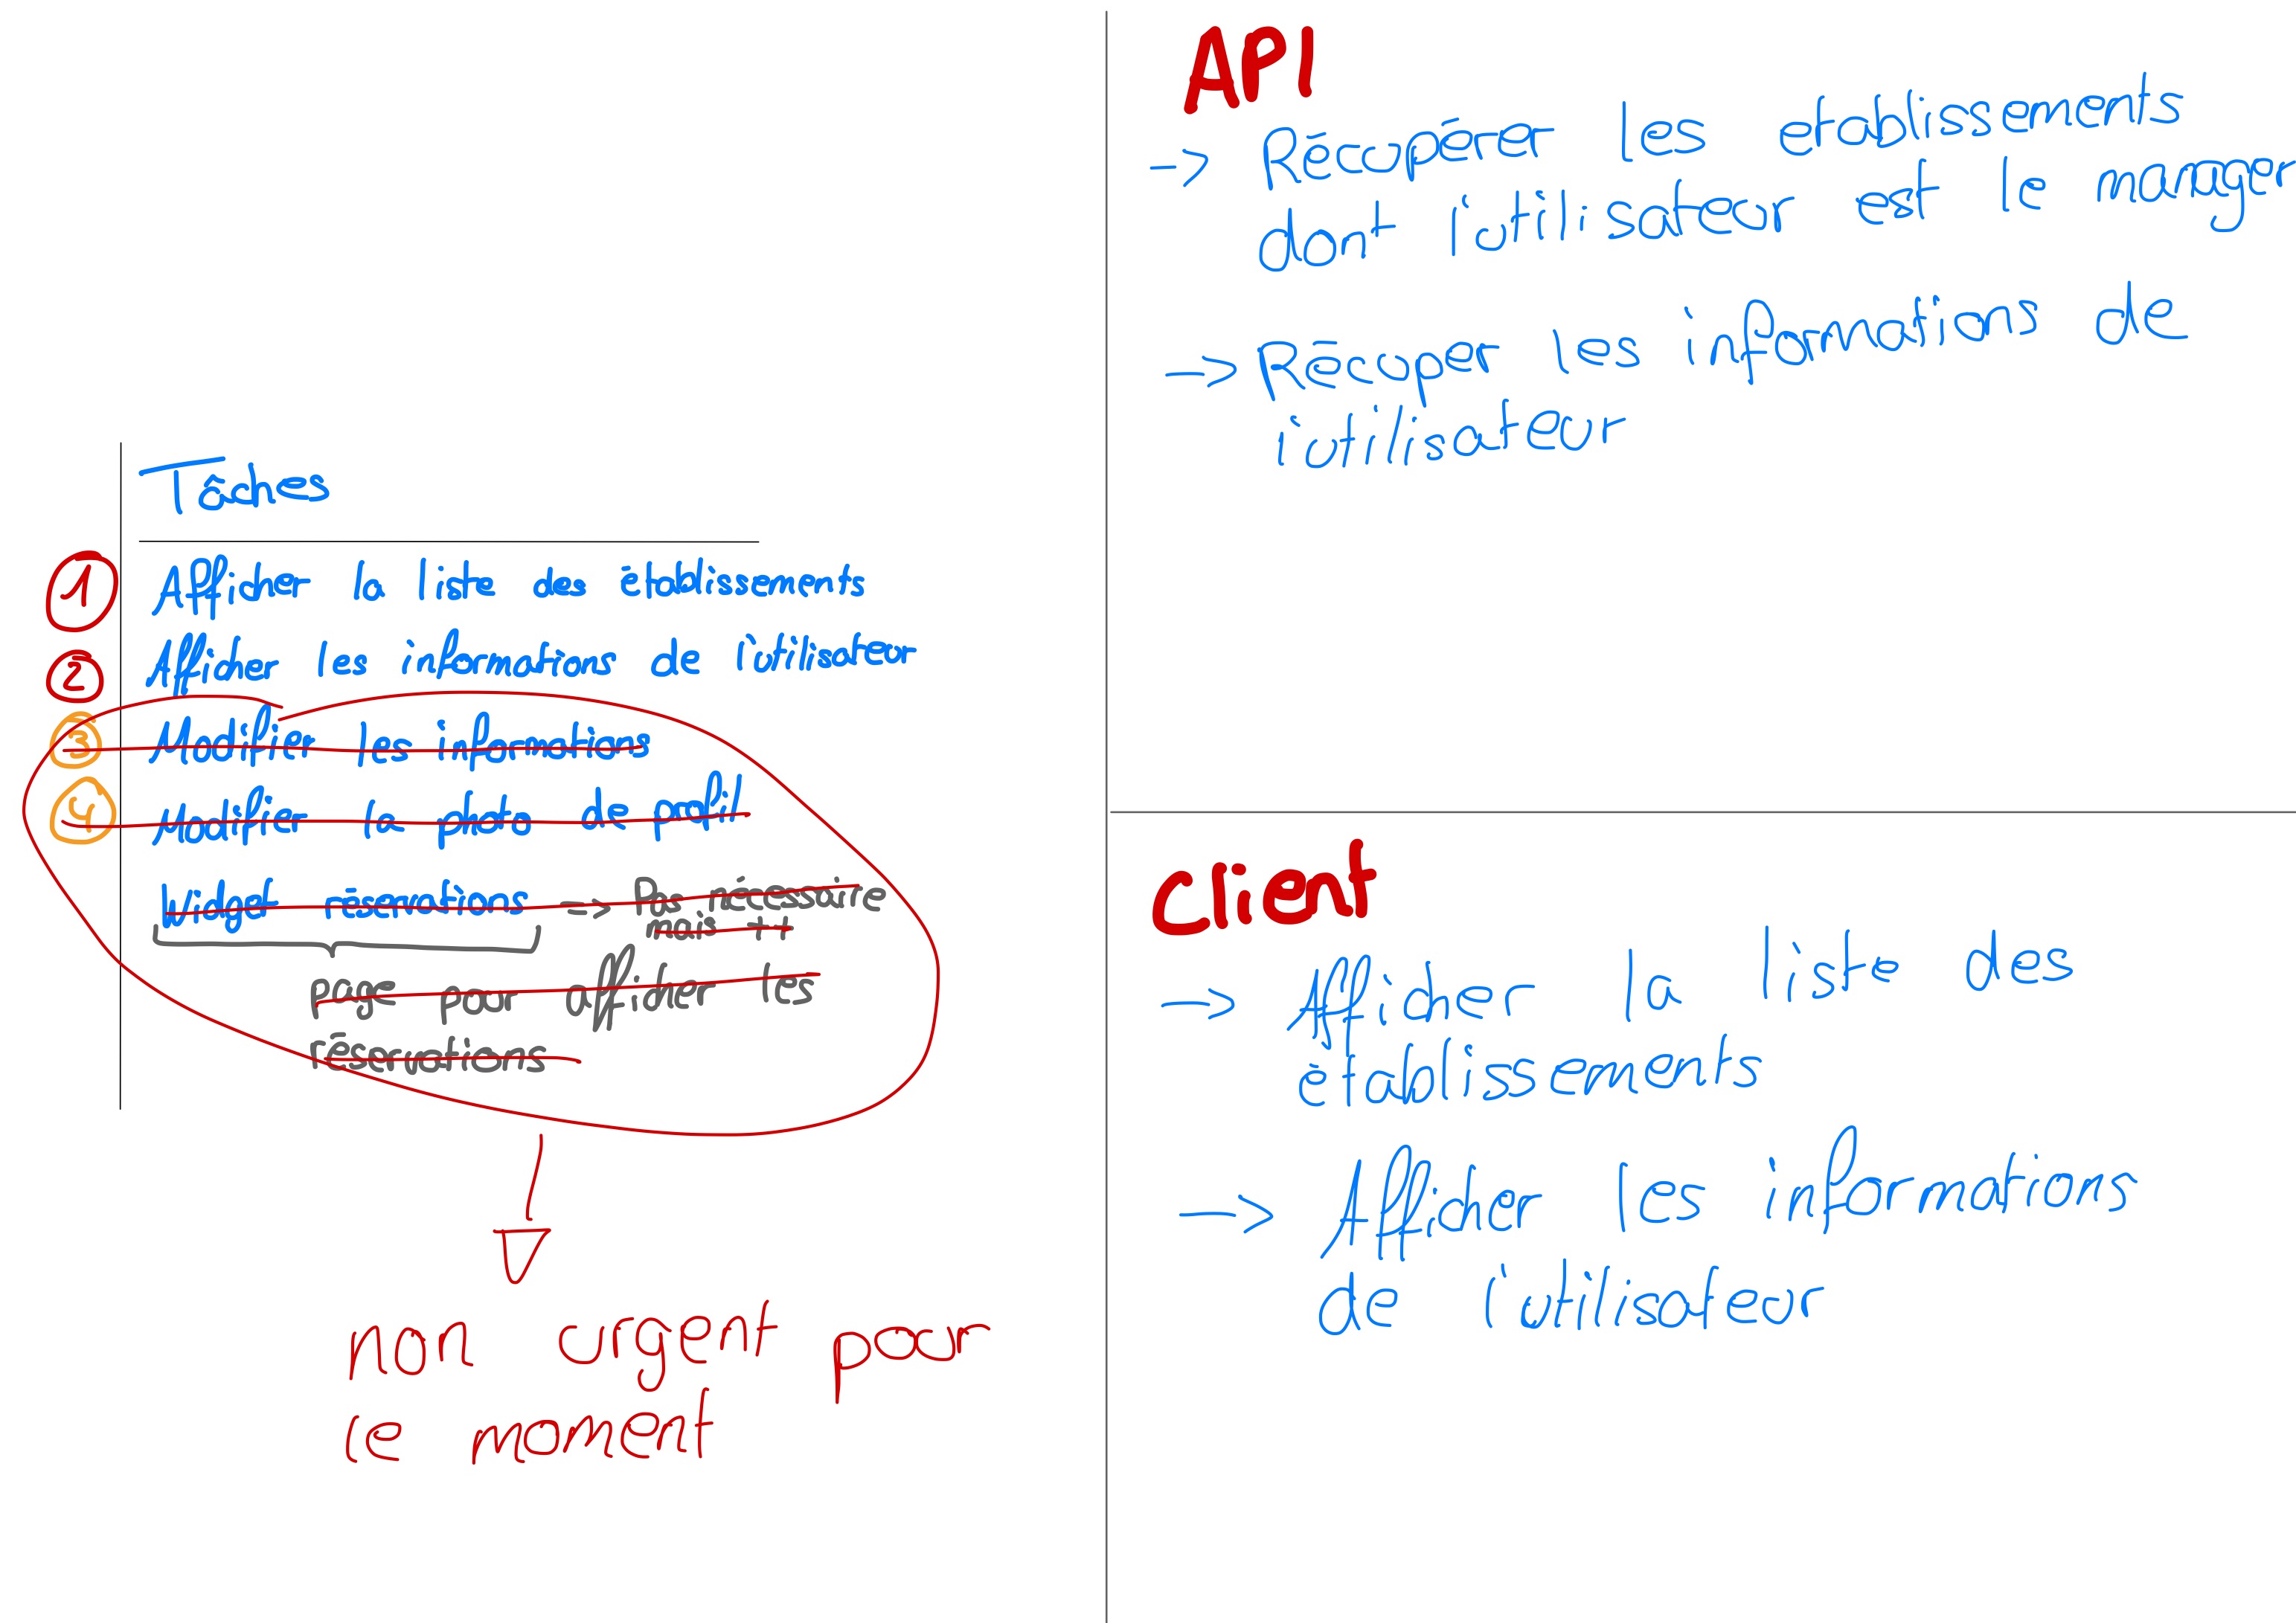 Tâches
1 Afficher la liste des établissements
2 Afficher les informations de l'utilisateur
3 Modifier les informations
4 Modifier la photo de profil
Widget réservations => Pas nécessaire
mais ++
page pour afficher les
réservations
non urgent pour
le moment
API
-> Récupérer les etablissements
dont l'utilisateur est le manager
-> Récuper les informations de
l'utilisateur
Client
-> Afficher la liste des
établissements
-> Afficher les informations
de l'utilisateur